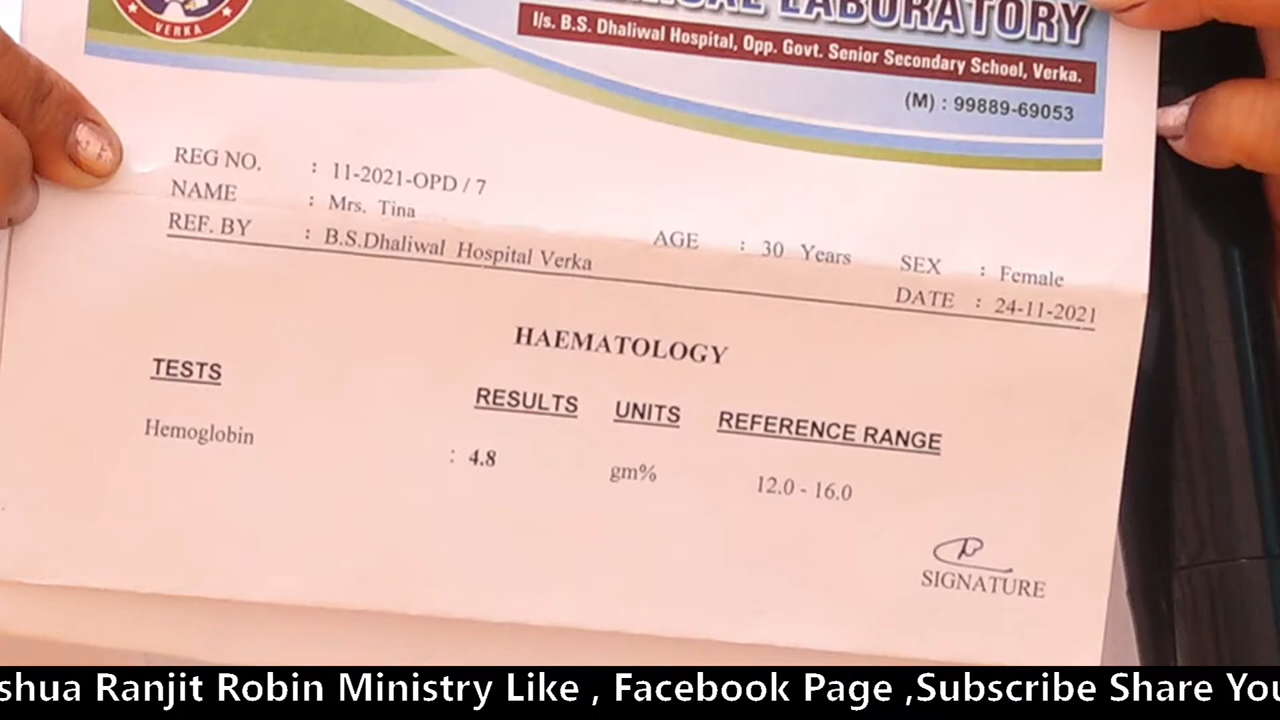 VERKA
LABORATORY
I/s. B.S. Dhaliwal Hospital, Opp. Govt. Senior Secondary School, Verka.
(M) : 99889-69053
REG NO. : 11-2021-OPD / 7
NAME : Mrs. Tina
AGE : 30 Years SEX : Female
REF. BY : B.S.Dhaliwal Hospital Verka
DATE : 24-11-2021
HAEMATOLOGY
TESTS RESULTS UNITS REFERENCE RANGE
Hemoglobin : 4.8 gm% 12.0 - 16.0
SIGNATURE
shua Ranjit Robin Ministry Like , Facebook Page ,Subscribe Share You